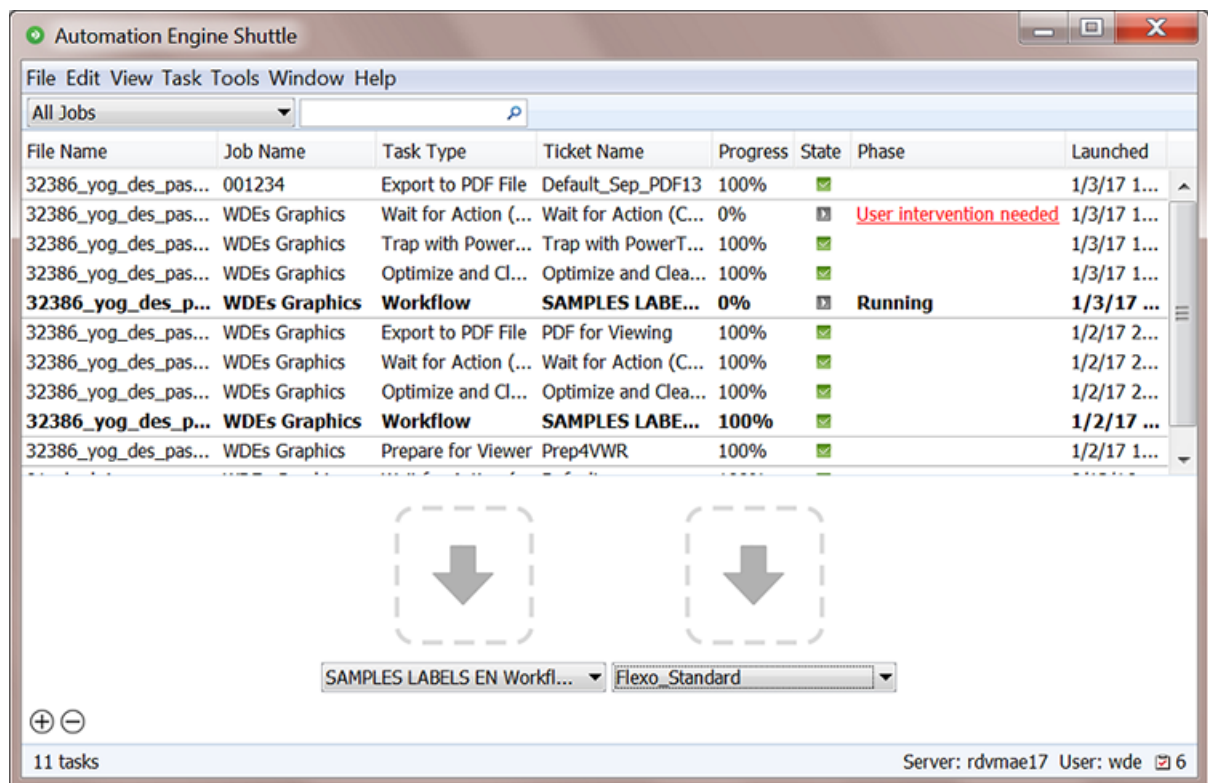 Automation Engine Shuttle
File Edit View Task Tools Window Help
All Jobs
File Name Job Name Task Type Ticket Name Progress State Phase Launched
32386_yog_des_pas... 001234 Export to PDF File Default_Sep_PDF13 100% 1/3/17 1...
32386_yog_des_pas... WDEs Graphics Wait for Action (... Wait for Action (C... 0% User intervention needed 1/3/17 1...
32386_yog_des_pas... WDEs Graphics Trap with Power... Trap with PowerT... 100% 1/3/17 1...
32386_yog_des_pas... WDEs Graphics Optimize and Cl... Optimize and Clea... 100% 1/3/17 1...
32386_yog_des_p... WDEs Graphics Workflow SAMPLES LABE... 0% Running 1/3/17 ...
32386_yog_des_pas... WDEs Graphics Export to PDF File PDF for Viewing 100% 1/2/17 2...
32386_yog_des_pas... WDEs Graphics Wait for Action (... Wait for Action (C... 100% 1/2/17 2...
32386_yog_des_pas... WDEs Graphics Optimize and Cl... Optimize and Clea... 100% 1/2/17 2...
32386_yog_des_p... WDEs Graphics Workflow SAMPLES LABE... 100% 1/2/17 ...
32386_yog_des_pas... WDEs Graphics Prepare for Viewer Prep4VWR 100% 1/2/17 1...
SAMPLES LABELS EN Workfl... Flexo_Standard
11 tasks Server: rdvmae17 User: wde 6